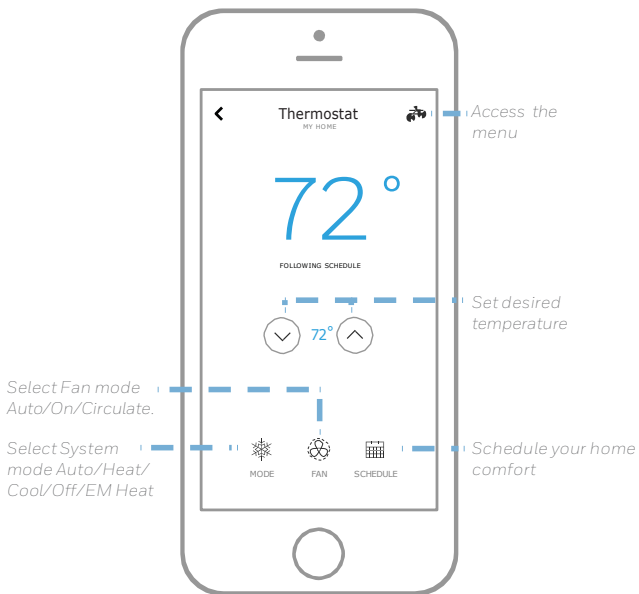 Thermostat
MY HOME
Access the
menu
72°
FOLLOWING SCHEDULE
Set desired
temperature
72°
Select Fan mode
Auto/On/Circulate.
Select System
mode Auto/Heat/
Cool/Off/EM Heat
MODE
FAN
SCHEDULE
Schedule your home
comfort